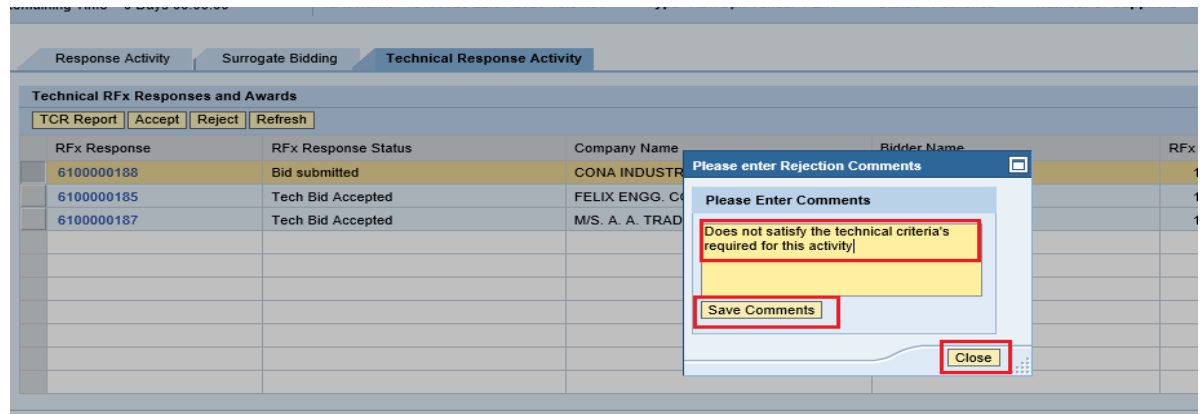 Response Activity Surrogate Bidding Technical Response Activity
Technical RFx Responses and Awards
TCR Report Accept Reject Refresh
RFx Response RFx Response Status Company Name Bidder Name RFx
6100000188 Bid submitted CONA INDUSTR
6100000185 Tech Bid Accepted FELIX ENGG.
6100000187 Tech Bid Accepted M/S. A. A. TRAD
Please enter Rejection Comments
Please Enter Comments
Does not satisfy the technical criteria's
required for this activity
Save Comments
Close